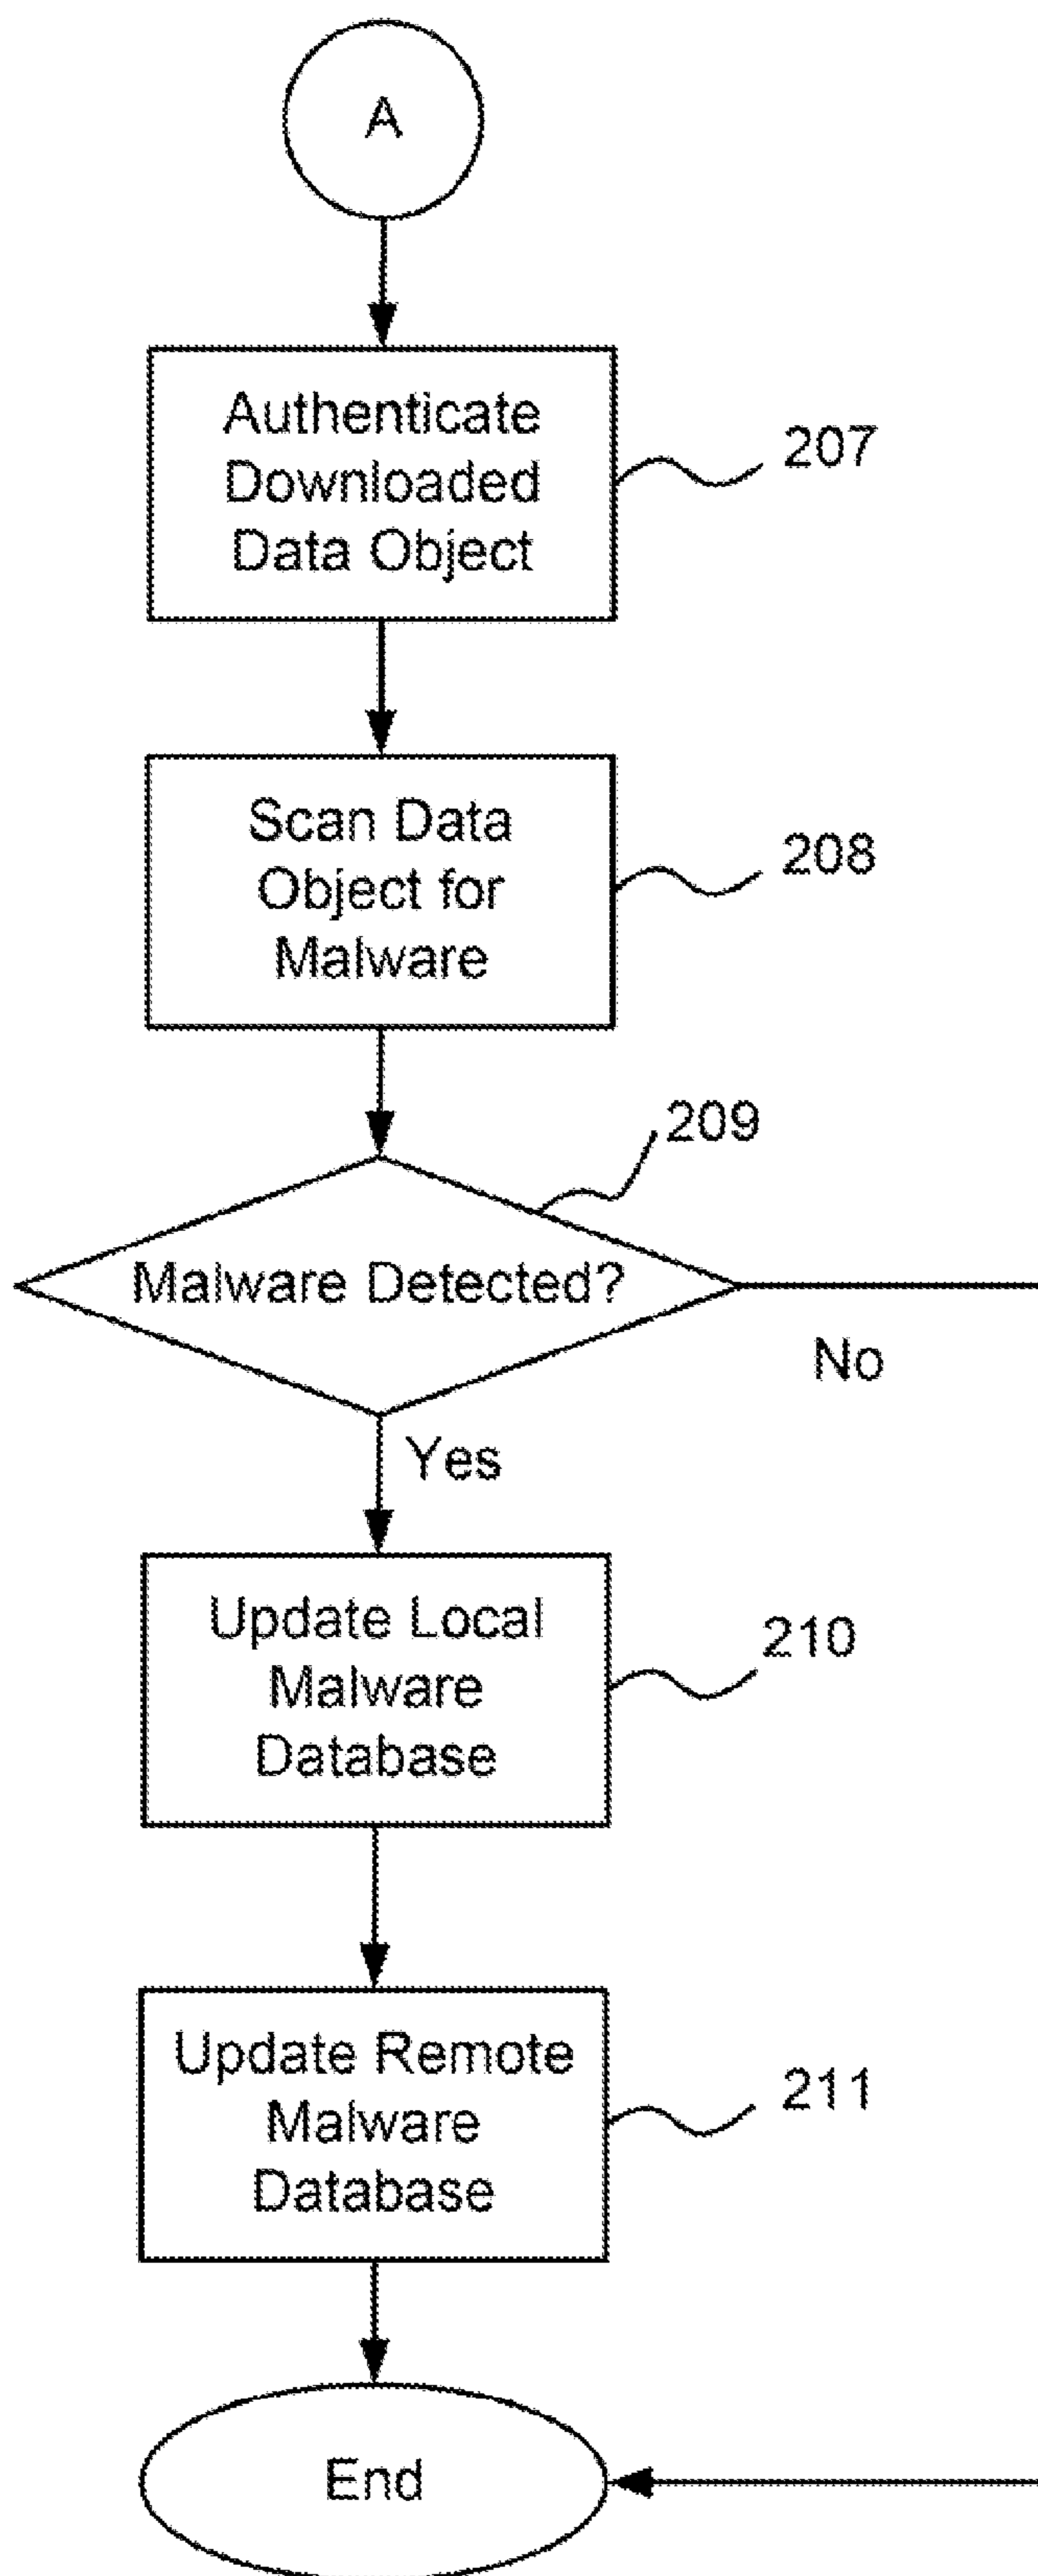 A
Authenticate
Downloaded
Data Object
207
Scan Data
Object for
Malware
208
209
Malware Detected?
No
Yes
Update Local
Malware
Database
210
Update Remote
Malware
Database
211
End